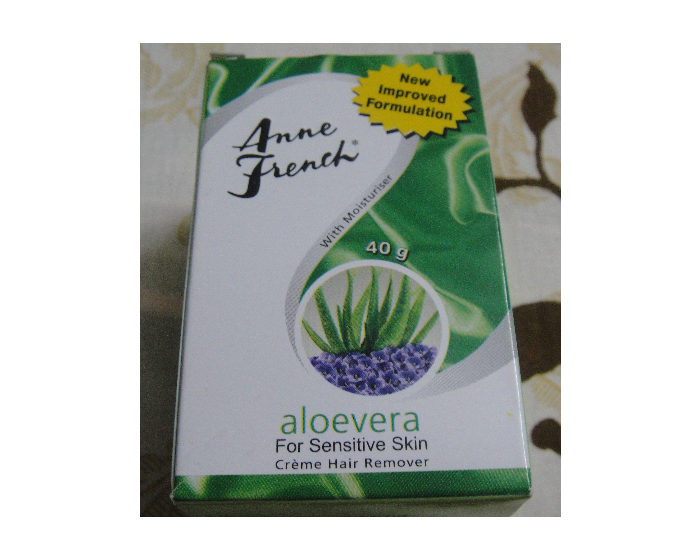 New
Improved
Formulation
Anne
French®
With Moisturiser
40 g
aloevera
For Sensitive Skin
Crème Hair Remover